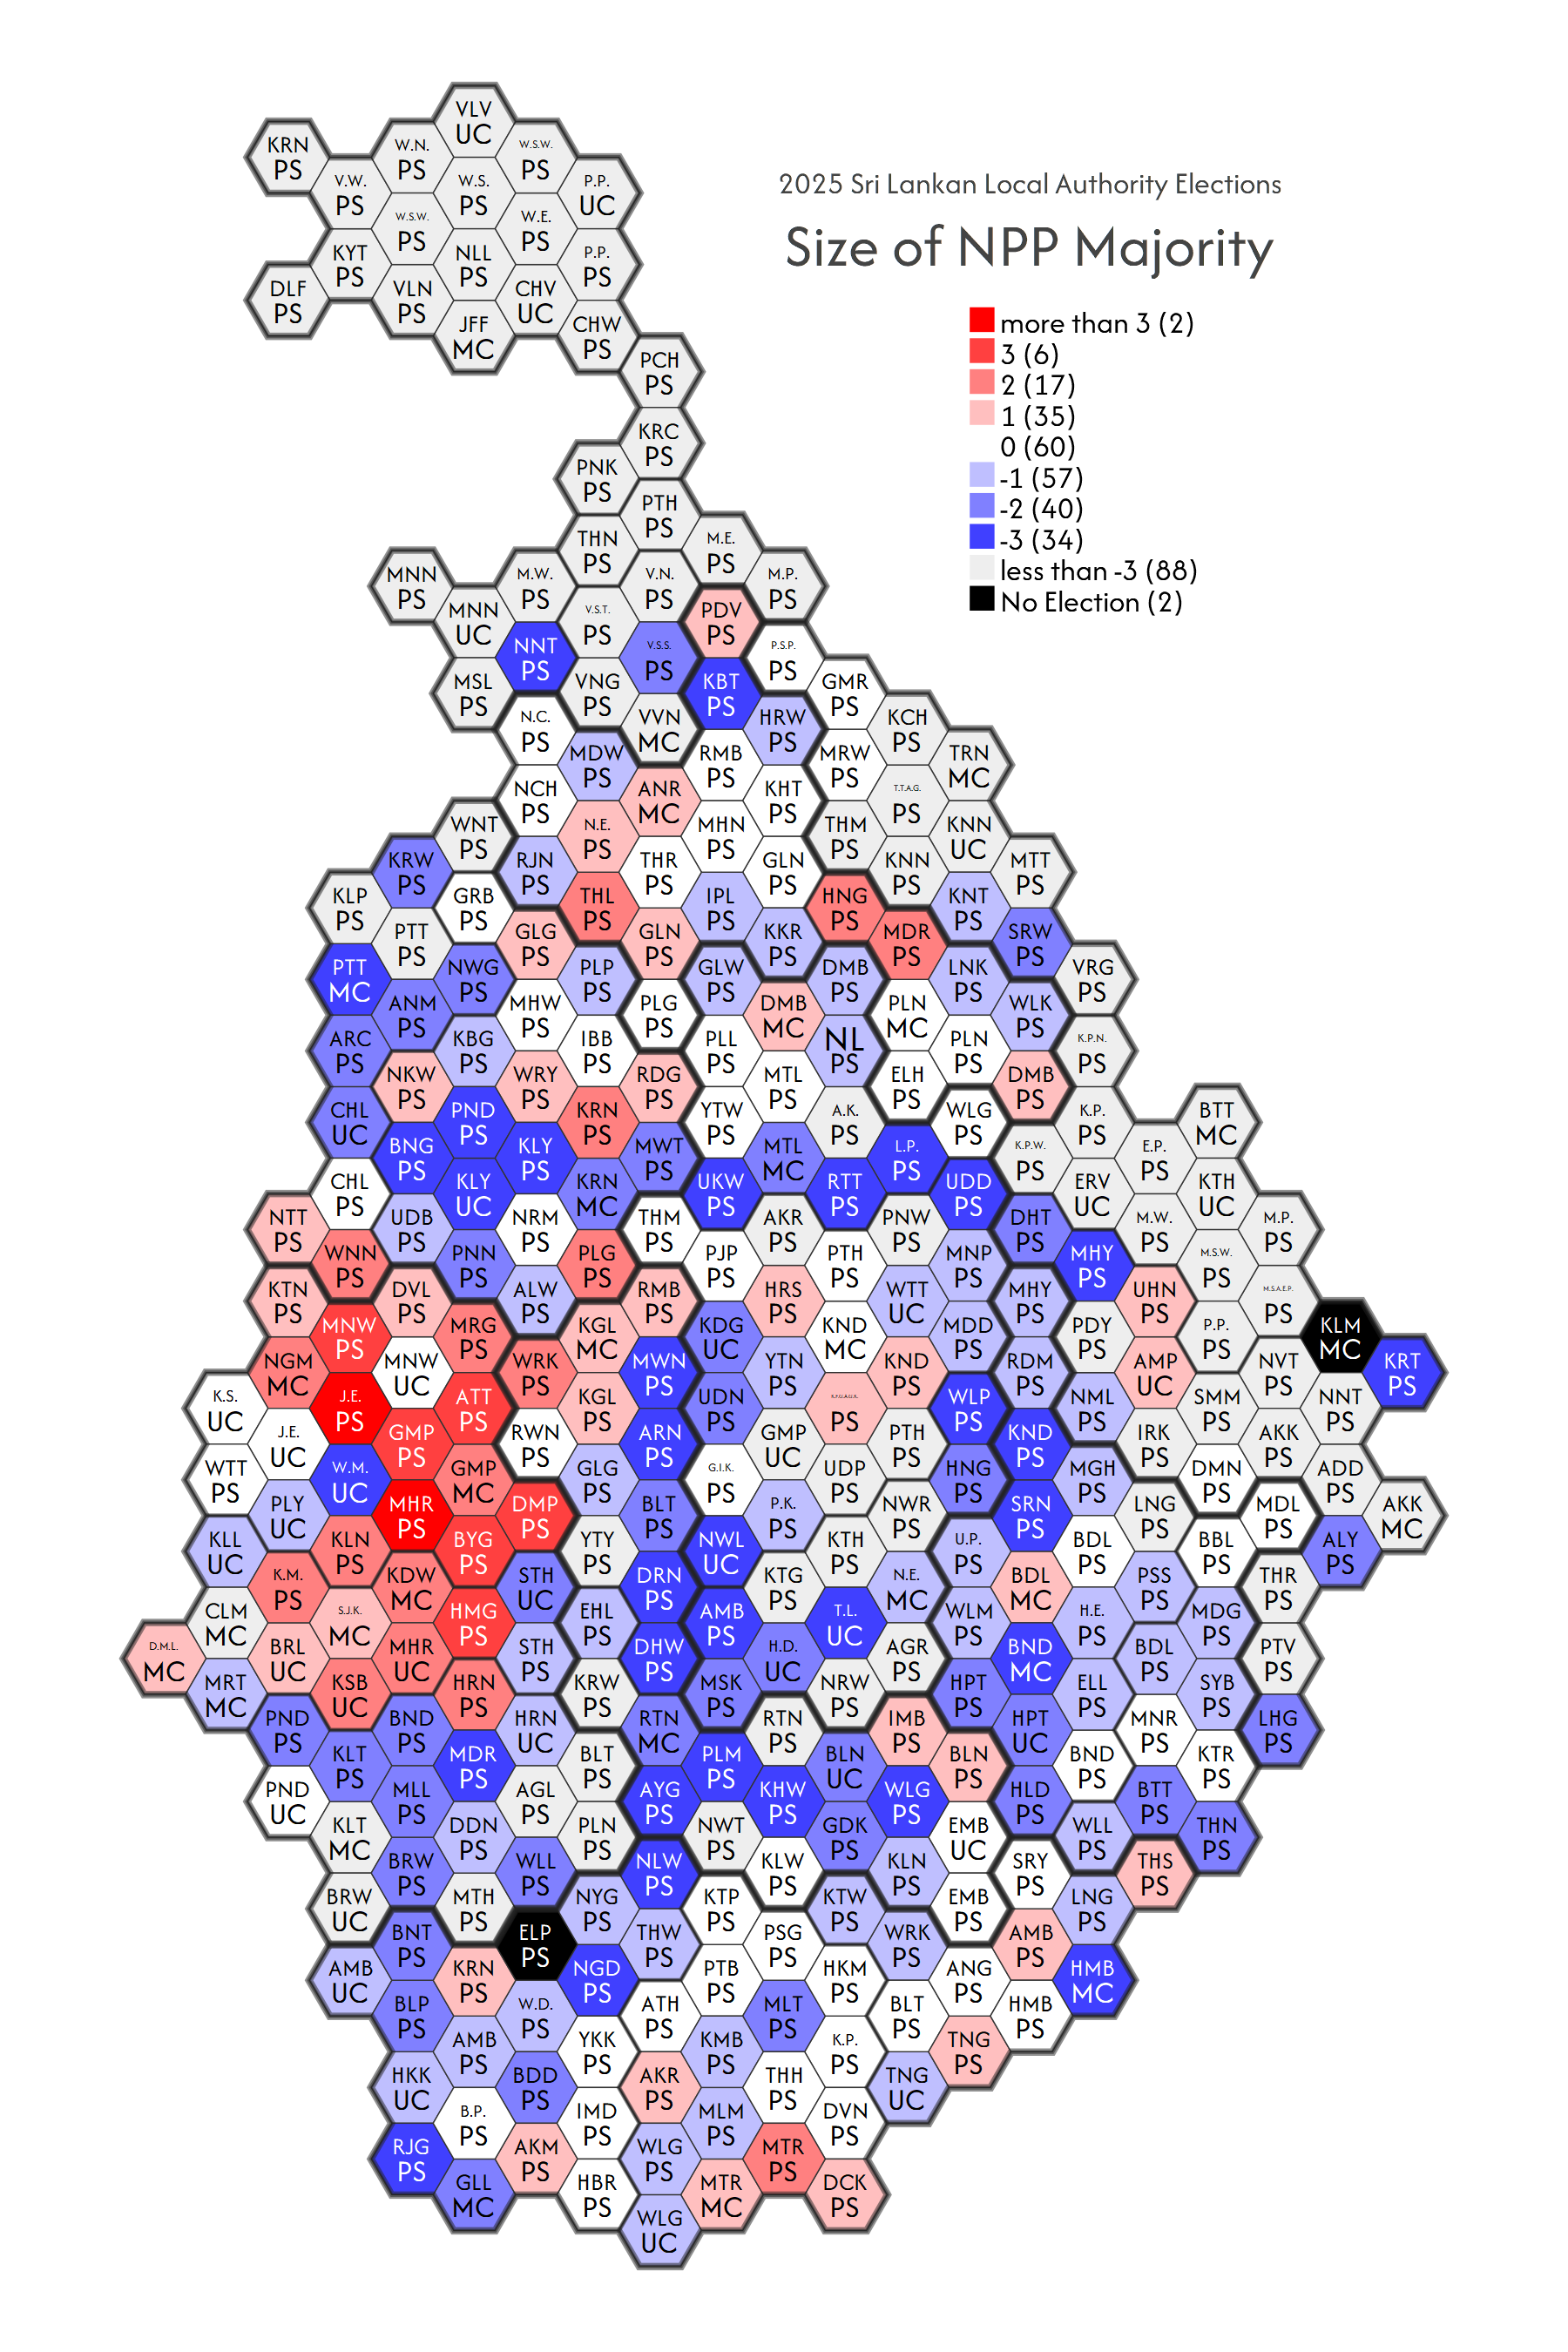 VLV
UC
KRN W.N. W.S.W.
PS PS PS
2025 Sri Lankan Local Authority Elections
V.W. W.S. P.P.
PS PS UC
W.S.W. W.E.
PS PS
Size of NPP Majority
KYT NLL P.P.
PS PS PS
DLF VLN CHV
PS PS UC
more than 3 (2)
3 (6)
2 (17)
1 (35)
0 (60)
-1 (57)
-2 (40)
-3 (34)
less than -3 (88)
No Election (2)
JFF CHW
MC PS
PCH
PS
KRC
PS
PNK
PS
PTH
PS
THN M.E.
PS PS
MNN M.W. V.N. M.P.
PS PS PS PS
MNN V.S.T. PDV
UC PS PS
NNT V.S.S. P.S.P.
PS PS PS
MSL VNG KBT GMR
PS PS PS PS
N.C. VVN HRW KCH
PS MC PS PS
MDW RMB MRW TRN
PS PS PS MC
NCH ANR KHT T.T.A.G.
PS MC PS PS
WNT N.E. MHN THM KNN
PS PS PS PS UC
KRW RJN THR GLN KNN MTT
PS PS PS PS PS PS
KLP GRB THL IPL HNG KNT
PS PS PS PS PS PS
PTT GLG GLN KKR MDR SRW
PS PS PS PS PS PS
PTT NWG PLP GLW DMB LNK VRG
MC PS PS PS PS PS PS
ANM MHW PLG DMB PLN WLK
PS PS PS MC MC PS
ARC KBG IBB PLL NL PLN K.P.N.
PS PS PS PS PS PS PS
NKW WRY RDG MTL ELH DMB
PS PS PS PS PS PS
CHL PND KRN YTW A.K. WLG K.P. BTT
UC PS PS PS PS PS PS MC
BNG KLY MWT MTL L.P. K.P.W. E.P.
PS PS PS MC PS PS PS
CHL KLY KRN UKW RTT UDD ERV KTH
PS UC MC PS PS PS UC UC
NTT UDB NRM THM AKR PNW DHT M.W. M.P.
PS PS PS PS PS PS PS PS PS
WNN PNN PLG PJP PTH MNP MHY M.S.W.
PS PS PS PS PS PS PS PS
KTN DVL ALW RMB HRS WTT MHY UHN M.S.A.E.P.
PS PS PS PS PS UC PS PS PS
MNW MRG KGL KDG KND MDD PDY P.P. KLM
PS PS MC UC MC PS PS PS MC
NGM MNW WRK MWN YTN KND RDM AMP NVT KRT
MC UC PS PS PS PS PS UC PS PS
K.S. J.E. ATT KGL UDN WLP NML SMM NNT
UC PS PS PS PS PS PS PS PS PS
J.E. GMP RWN ARN GMP PTH KND IRK AKK
UC PS PS PS UC PS PS PS PS
WTT W.M. GMP GLG G.I.K. UDP HNG MGH DMN ADD
PS UC MC PS PS PS PS PS PS PS
PLY MHR DMP BLT P.K. NWR SRN LNG MDL AKK
UC PS PS PS PS PS PS PS PS MC
KLL KLN BYG YTY NWL KTH U.P. BDL BBL ALY
UC PS PS PS UC PS PS PS PS PS
K.M. KDW STH DRN KTG N.E. BDL PSS THR
PS MC UC PS PS MC MC PS PS
CLM S.J.K. HMG EHL AMB T.L. WLM H.E. MDG
MC MC PS PS PS UC PS PS PS
D.M.L. BRL MHR STH DHW H.D. AGR BND BDL PTV
MC UC UC PS PS UC PS MC PS PS
MRT KSB HRN KRW MSK NRW HPT ELL SYB
MC UC PS PS PS PS PS PS PS
PND BND HRN RTN RTN IMB HPT MNR LHG
PS PS UC MC PS PS UC PS PS
KLT MDR BLT PLM BLN BLN BND KTR
PS PS PS PS UC PS PS PS
PND MLL AGL AYG KHW WLG HLD BTT
UC PS PS PS PS PS PS PS
KLT DDN PLN NWT GDK EMB WLL THN
MC PS PS PS PS UC PS PS
BRW WLL NLW KLW KLN SRY THS
PS PS PS PS PS PS PS
BRW MTH NYG KTP KTW EMB LNG
UC PS PS PS PS PS PS
BNT ELP THW PSG WRK AMB
PS PS PS PS PS PS
AMB KRN NGD PTB HKM ANG HMB
UC PS PS PS PS PS MC
BLP W.D. ATH MLT BLT HMB
PS PS PS PS PS PS
AMB YKK KMB K.P. TNG
PS PS PS PS PS
HKK BDD AKR THH TNG
UC PS PS PS UC
B.P. IMD MLM DVN
PS PS PS PS
RJG AKM WLG MTR
PS PS PS PS
GLL HBR MTR DCK
MC PS MC PS
WLG
UC